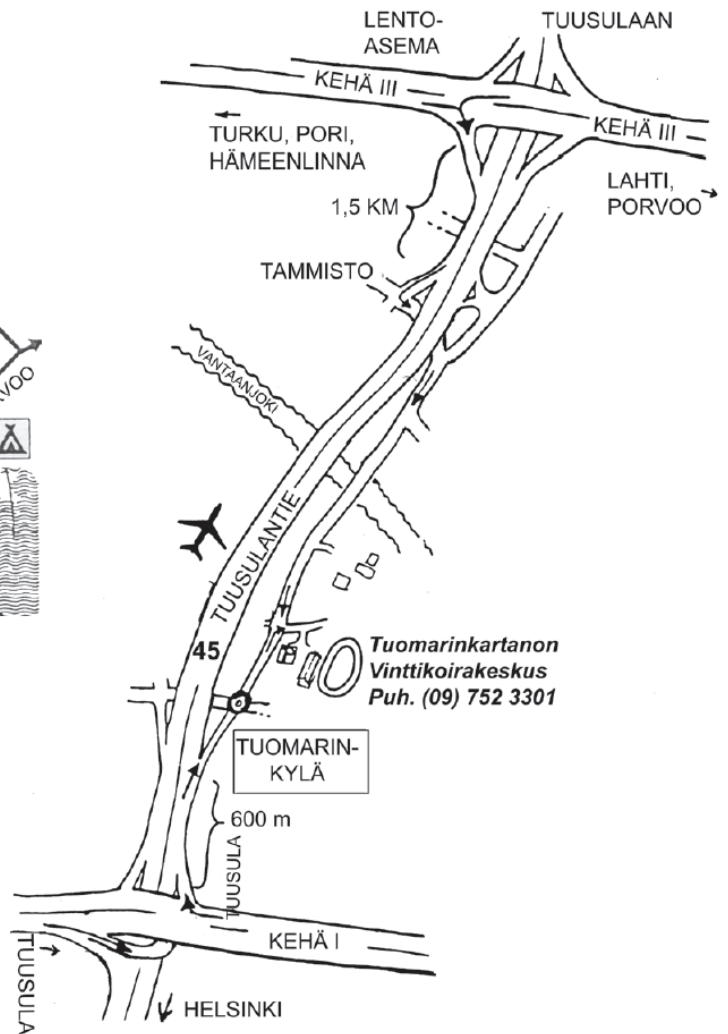 LENTO-
ASEMA
TUUSULAAN
KEHÄ III
KEHÄ III
TURKU, PORI,
HÄMEENLINNA
LAHTI,
PORVOO
1,5 KM
TAMMISTO
VANTAANJOKI
TUUSULANTIE
45
Tuomarinkartanon
Vinttikoirakeskus
Puh. (09) 752 3301
TUOMARIN-
KYLÄ
600 m
TUUSULA
KEHÄ I
TUUSULA
HELSINKI